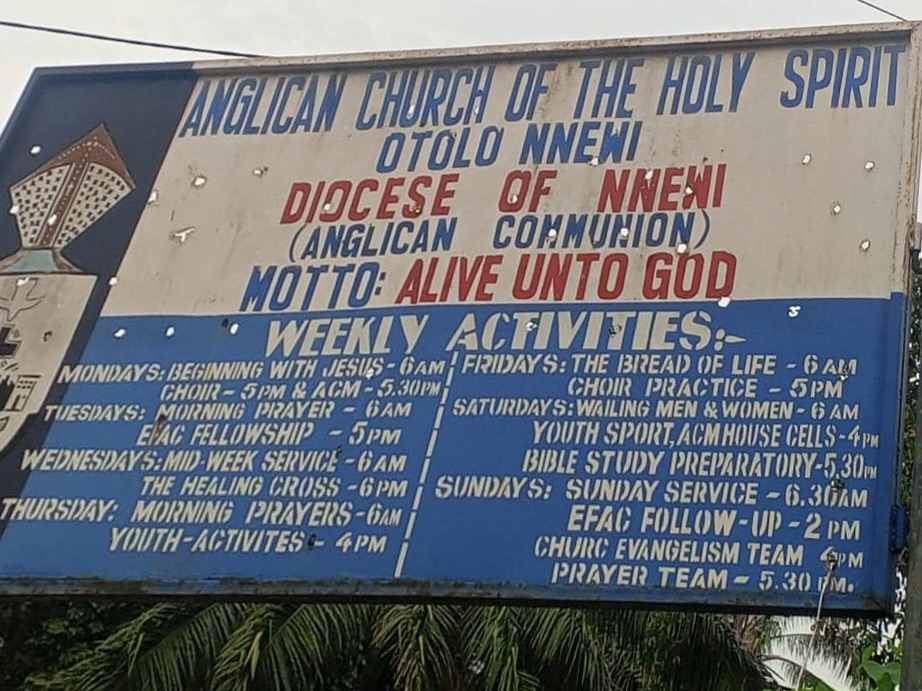 ANGLICAN CHURCH OF THE HOLY SPIRIT
OTOLO NNEWI
DIOCESE OF NNEWI
(ANGLICAN COMMUNION)
MOTTO: ALIVE UNTO GOD
WEEKLY ACTIVITIES:-
MONDAYS: BEGINNING WITH JESUS - 6AM
CHOIR - 5PM & ACM - 5.30PM
TUESDAYS: MORNING PRAYER - 6AM
EFAC FELLOWSHIP - 5PM
WEDNESDAYS: MID-WEEK SERVICE - 6AM
THE HEALING CROSS - 6PM
THURSDAY: MORNING PRAYERS - 6AM
YOUTH-ACTIVITES - 4PM
FRIDAYS: THE BREAD OF LIFE - 6AM
CHOIR PRACTICE - 5PM
SATURDAYS: WAILING MEN & WOMEN - 6AM
YOUTH SPORT, ACM HOUSE CELLS - 4PM
BIBLE STUDY PREPARATORY - 5.30PM
SUNDAYS: SUNDAY SERVICE - 6.30AM
EFAC FOLLOW-UP - 2PM
CHURC EVANGELISM TEAM 4PM
PRAYER TEAM - 5.30 PM.